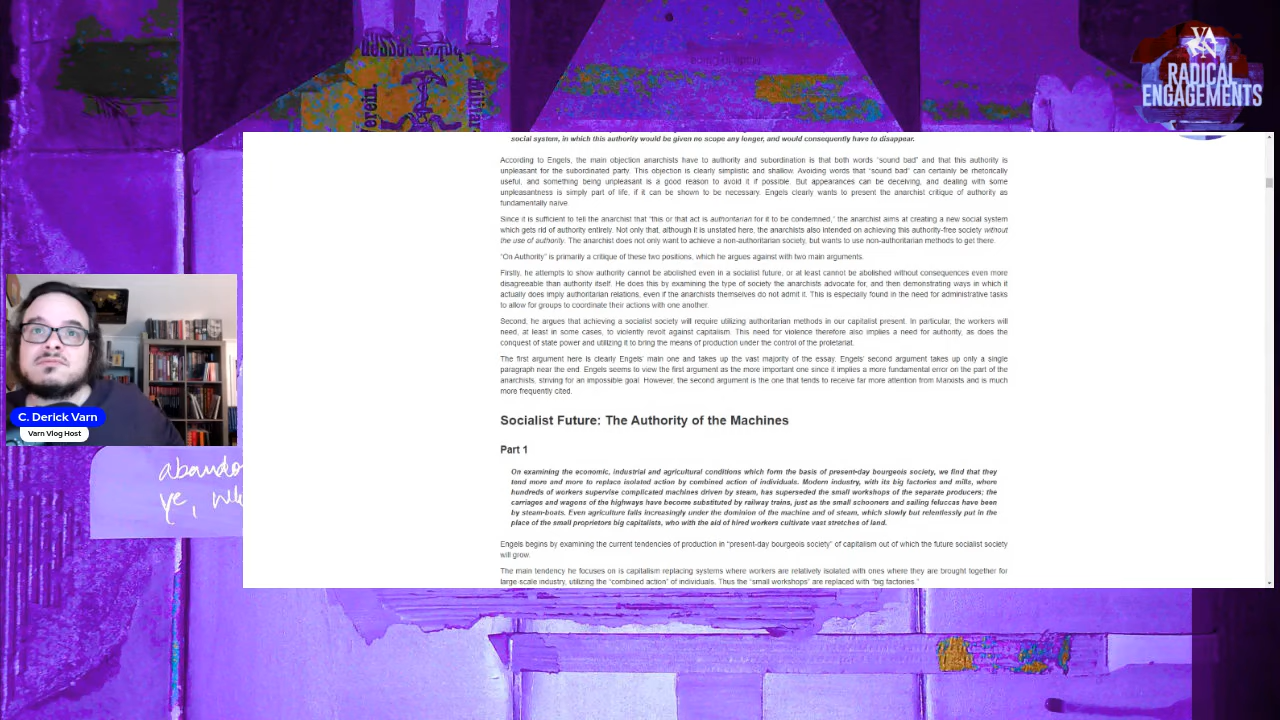 VARN
RADICAL
ENGAGEMENTS
social system, in which this authority would be given no scope any longer, and would consequently have to disappear.
According to Engels, the main objection anarchists have to authority and subordination is that both words “sound bad” and that this authority is
unpleasant for the subordinated party. This objection is clearly simplistic and shallow. Avoiding words that “sound bad” can certainly be rhetorically
useful, and something being unpleasant is a good reason to avoid it if possible. But appearances can be deceiving, and dealing with some
unpleasantness is simply part of life, if it can be shown to be necessary. Engels clearly wants to present the anarchist critique of authority as
fundamentally naive.
Since it is sufficient to tell the anarchist that “this or that act is authoritarian for it to be condemned,” the anarchist aims at creating a new social system
which gets rid of authority entirely. Not only that, although it is unstated here, the anarchists also intended on achieving this authority-free society without
the use of authority. The anarchist does not only want to achieve a non-authoritarian society, but wants to use non-authoritarian methods to get there.
“On Authority” is primarily a critique of these two positions, which he argues against with two main arguments.
Firstly, he attempts to show authority cannot be abolished even in a socialist future, or at least cannot be abolished without consequences even more
disagreeable than authority itself. He does this by examining the type of society the anarchists advocate for, and then demonstrating ways in which it
actually does imply authoritarian relations, even if the anarchists themselves do not admit it. This is especially found in the need for administrative tasks
to allow for groups to coordinate their actions with one another.
Second, he argues that achieving a socialist society will require utilizing authoritarian methods in our capitalist present. In particular, the workers will
need, at least in some cases, to violently revolt against capitalism. This need for violence therefore also implies a need for authority, as does the
conquest of state power and utilizing it to bring the means of production under the control of the proletariat.
The first argument here is clearly Engels’ main one and takes up the vast majority of the essay. Engels’ second argument takes up only a single
paragraph near the end. Engels seems to view the first argument as the more important one since it implies a more fundamental error on the part of the
anarchists, striving for an impossible goal. However, the second argument is the one that tends to receive far more attention from Marxists and is much
more frequently cited.
Socialist Future: The Authority of the Machines
Part 1
On examining the economic, industrial and agricultural conditions which form the basis of present-day bourgeois society, we find that they
tend more and more to replace isolated action by combined action of individuals. Modern industry, with its big factories and mills, where
hundreds of workers supervise complicated machines driven by steam, has superseded the small workshops of the separate producers; the
carriages and wagons of the highways have become substituted by railway trains, just as the small schooners and sailing feluccas have been
by steam-boats. Even agriculture falls increasingly under the dominion of the machine and of steam, which slowly but relentlessly put in the
place of the small proprietors big capitalists, who with the aid of hired workers cultivate vast stretches of land.
Engels begins by examining the current tendencies of production in “present-day bourgeois society” of capitalism out of which the future socialist society
will grow.
The main tendency he focuses on is capitalism replacing systems where workers are relatively isolated with ones where they are brought together for
large-scale industry, utilizing the “combined action” of individuals. Thus the “small workshops” are replaced with “big factories.”
C. Derick Varn
Varn Vlog Host
ye,